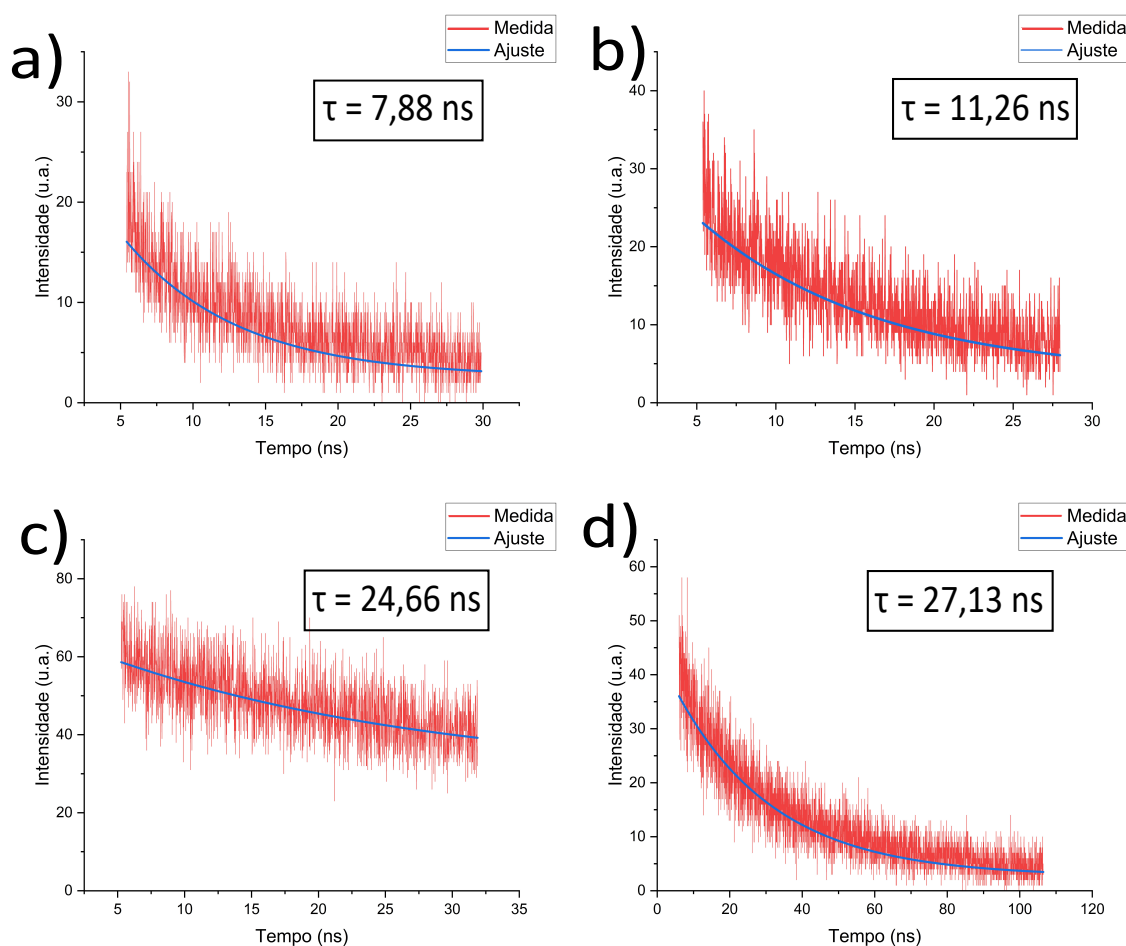 a)
Medida
Ajuste
τ = 7,88 ns
30
20
10
0
Intensidade (u.a.)
5 10 15 20 25 30
Tempo (ns)
b)
Medida
Ajuste
τ = 11,26 ns
40
30
20
10
0
Intensidade (u.a.)
5 10 15 20 25 30
Tempo (ns)
c)
Medida
Ajuste
τ = 24,66 ns
80
60
40
20
0
Intensidade (u.a.)
5 10 15 20 25 30 35
Tempo (ns)
d)
Medida
Ajuste
τ = 27,13 ns
60
50
40
30
20
10
0
Intensidade (u.a.)
0 20 40 60 80 100 120
Tempo (ns)